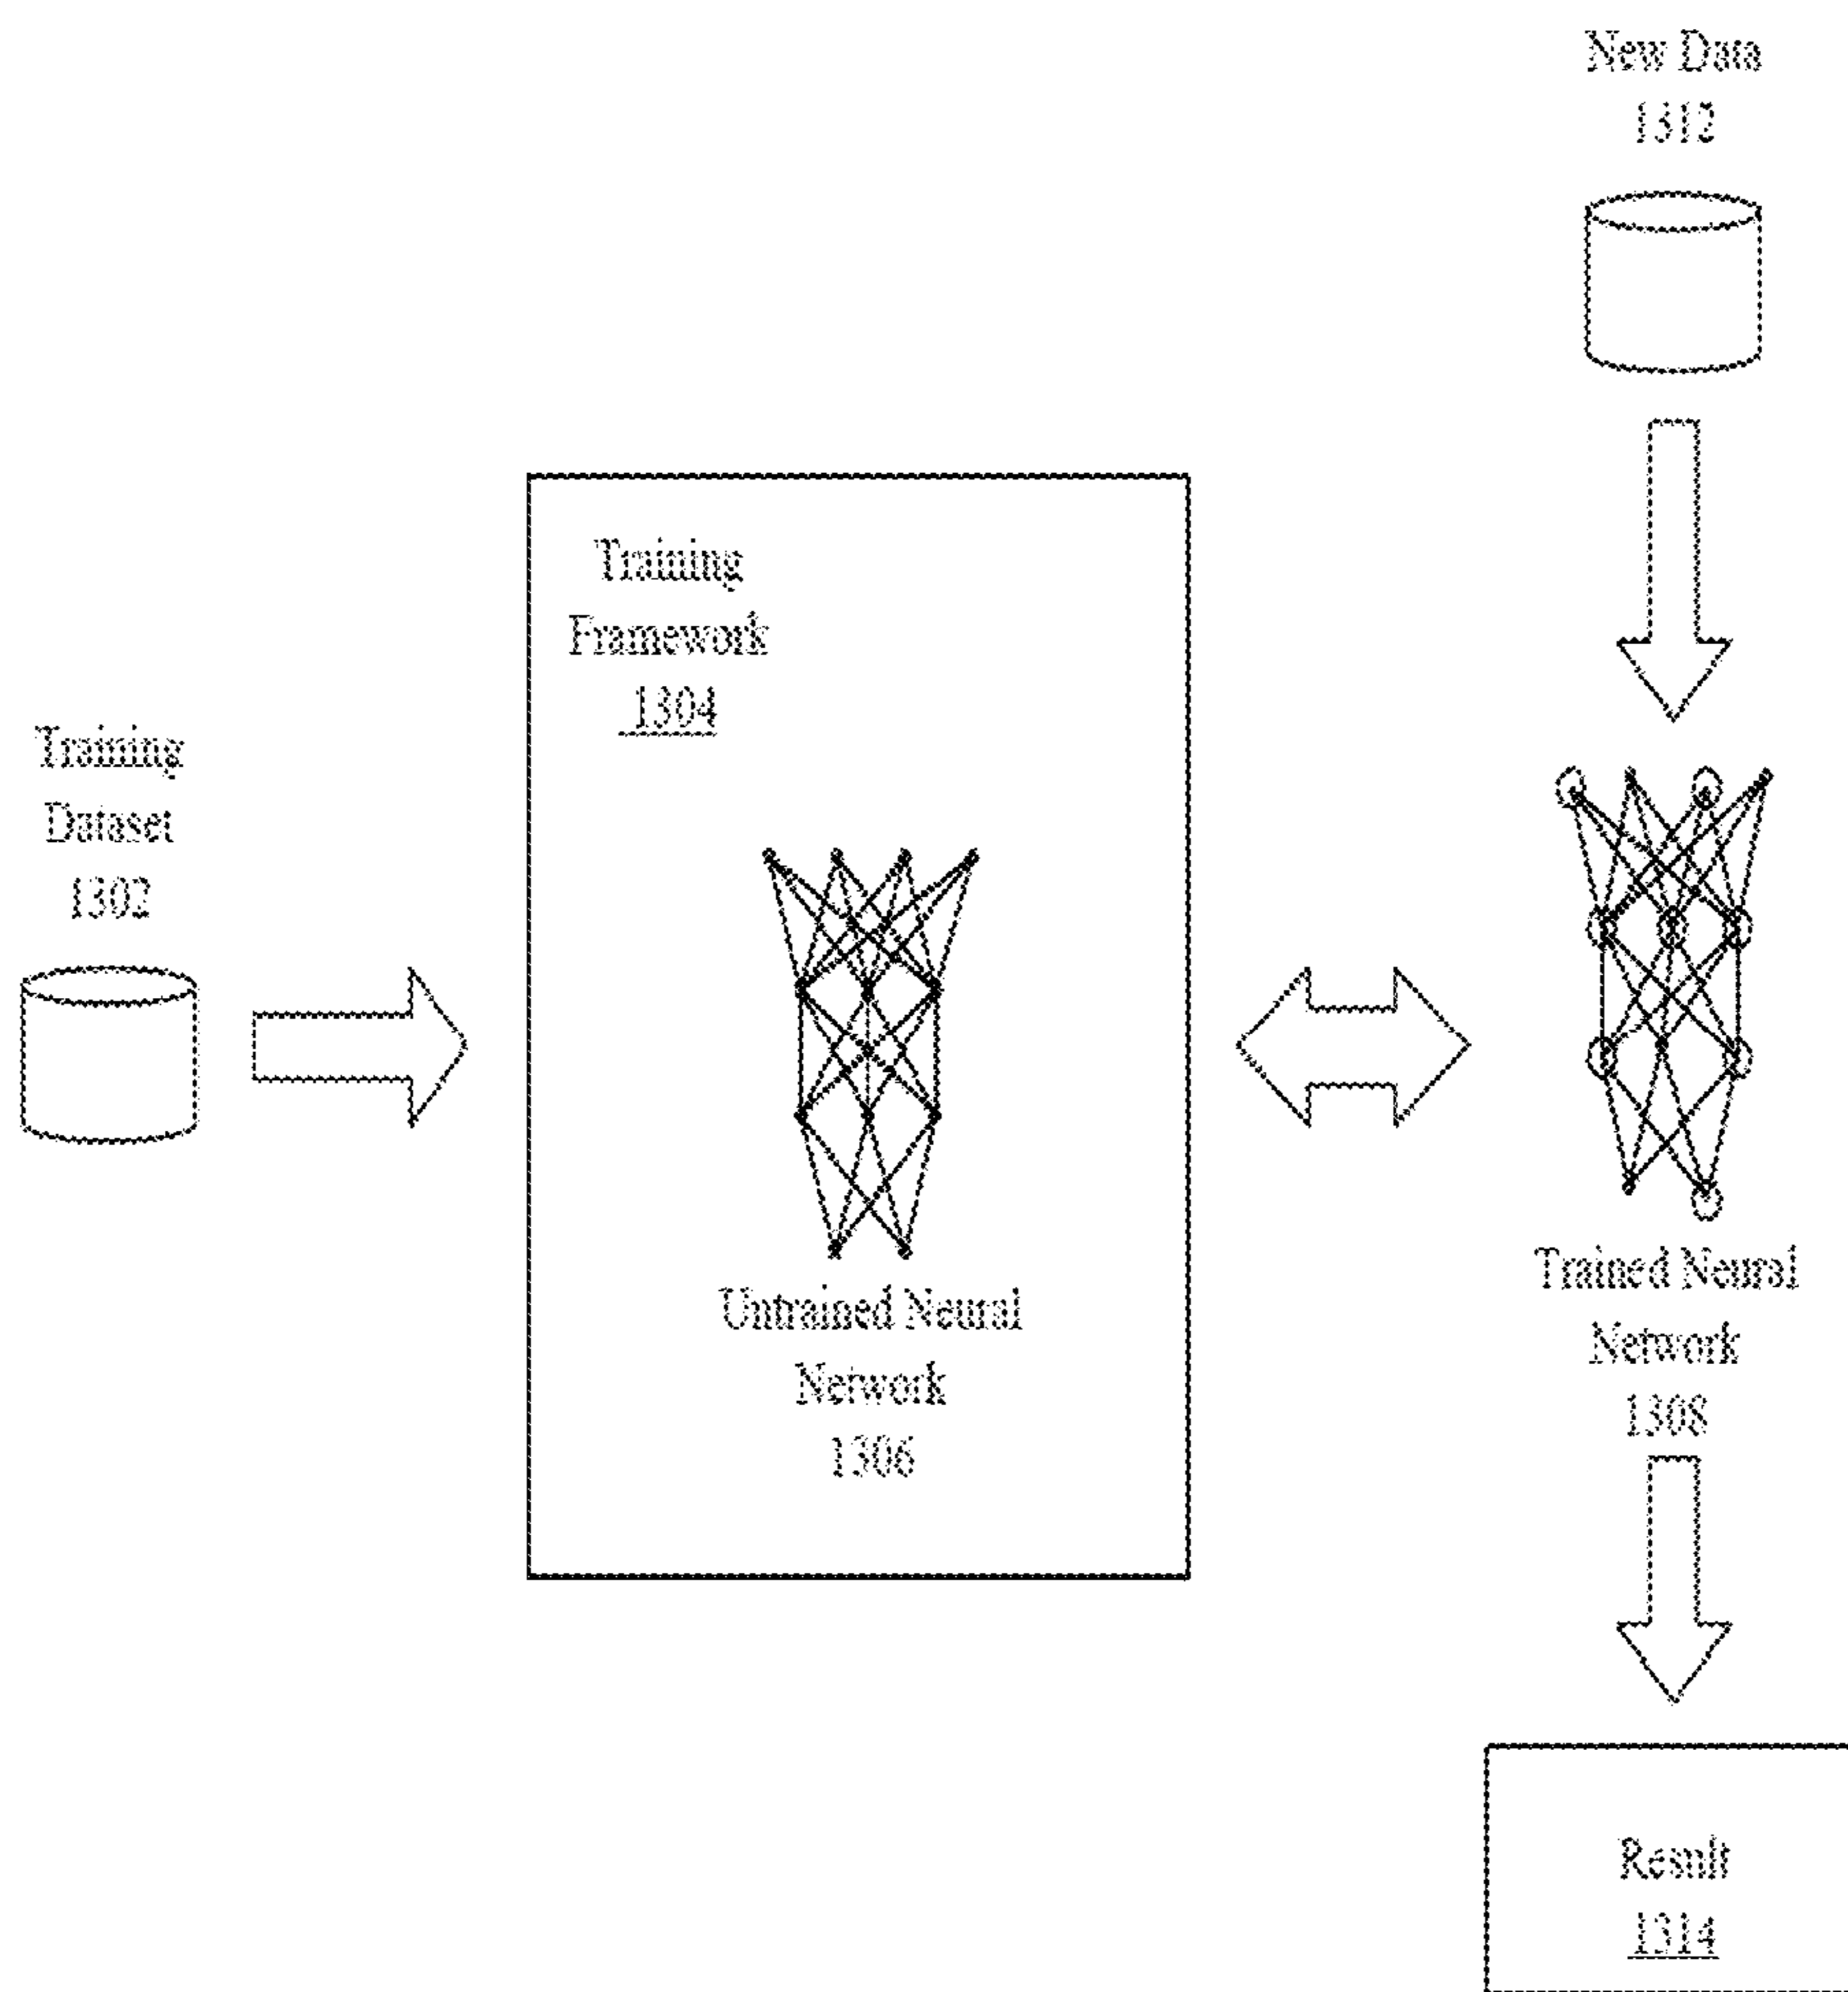 New Data
1312
Training
Framework
1304
Training
Dataset
1302
Untrained Neural
Network
1306
Trained Neural
Network
1308
Result
1314